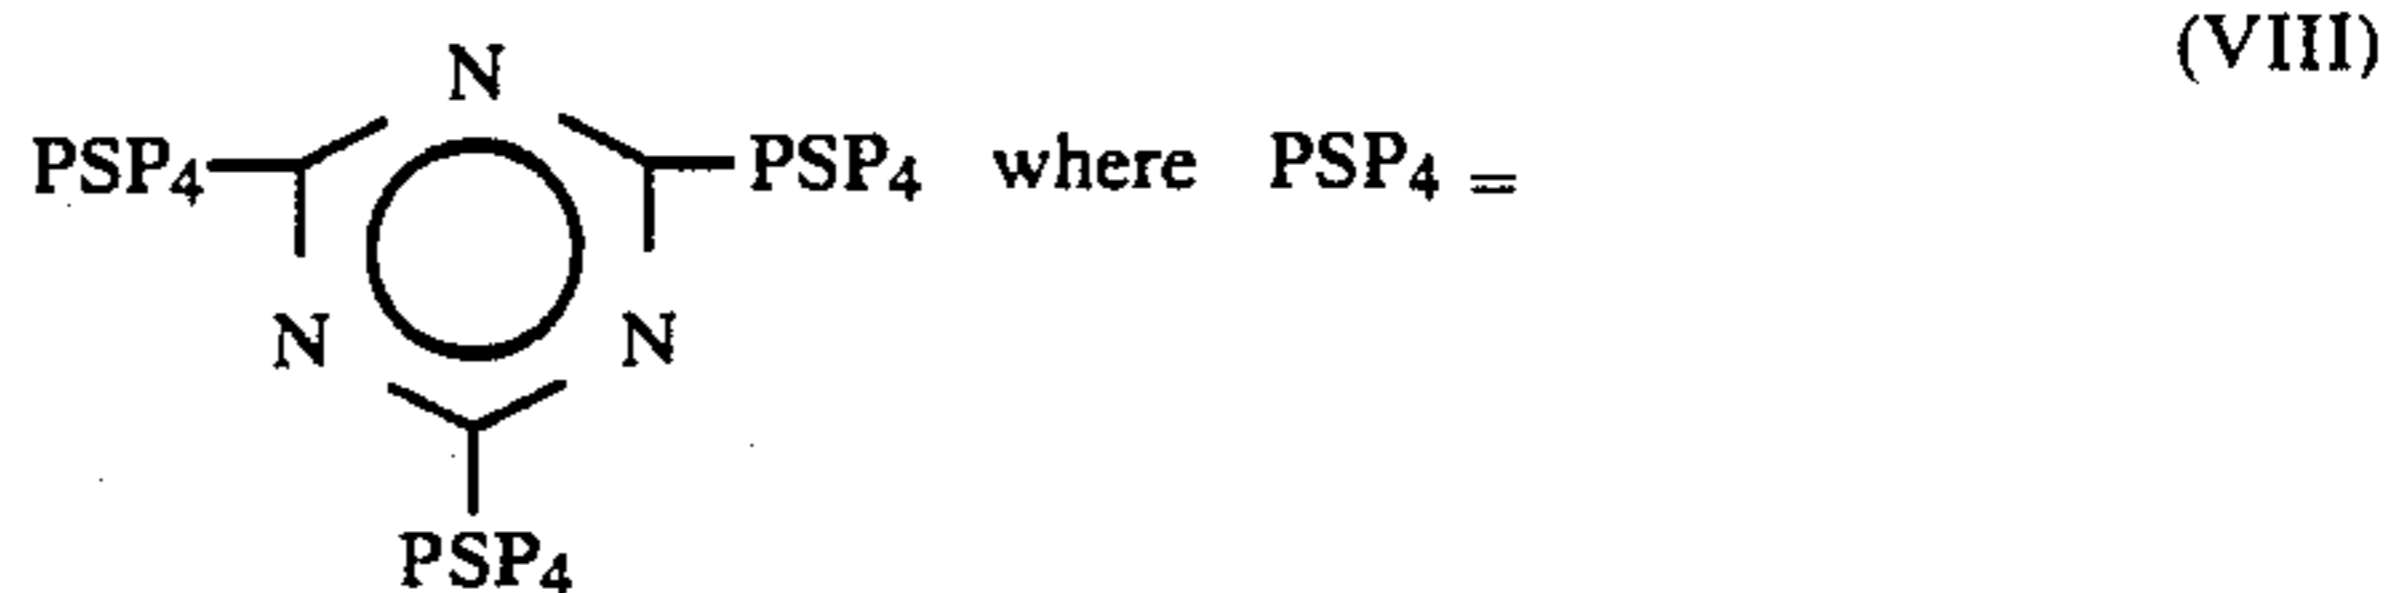 (VIII)
N
PSP₄ PSP₄ where PSP₄ =
N N
PSP₄